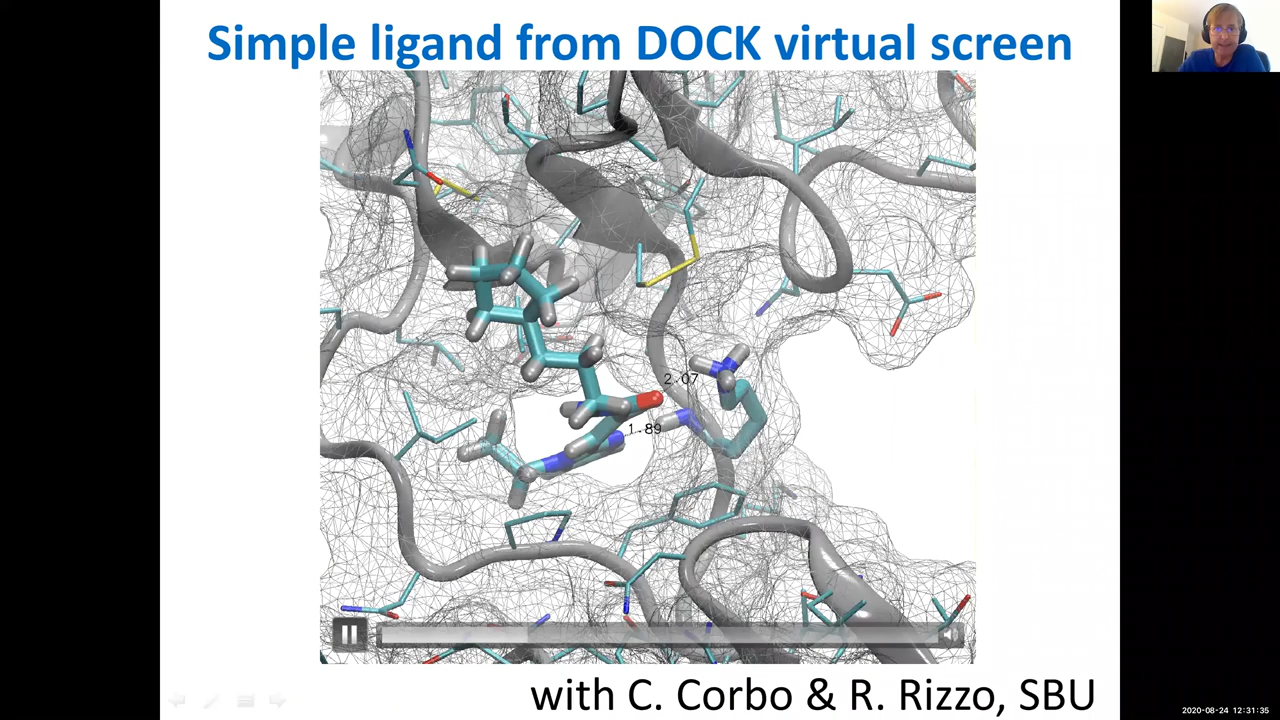 Simple ligand from DOCK virtual screen
2.07
1.89
with C. Corbo & R. Rizzo, SBU
2020-08-24 12:31:35